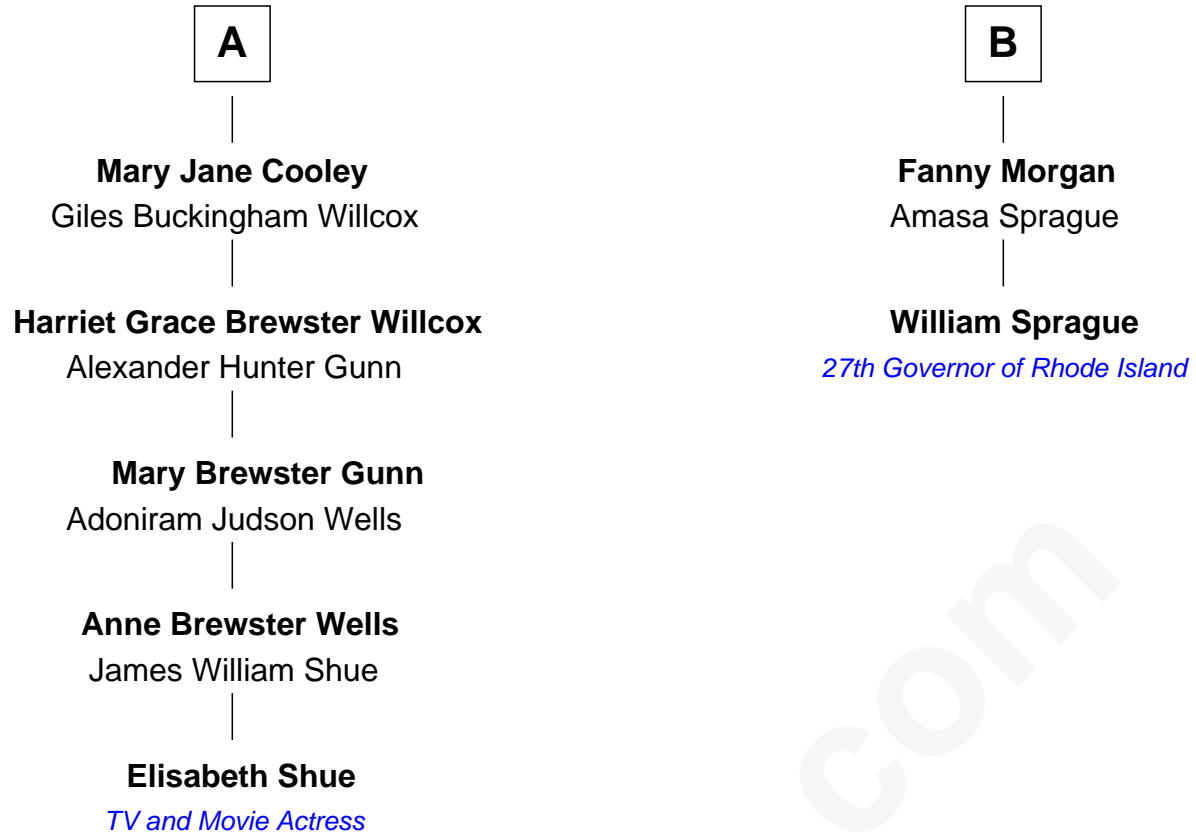 A
Mary Jane Cooley
Giles Buckingham Willcox
Harriet Grace Brewster Willcox
Alexander Hunter Gunn
Mary Brewster Gunn
Adoniram Judson Wells
Anne Brewster Wells
James William Shue
Elisabeth Shue
TV and Movie Actress
B
Fanny Morgan
Amasa Sprague
William Sprague
27th Governor of Rhode Island
com